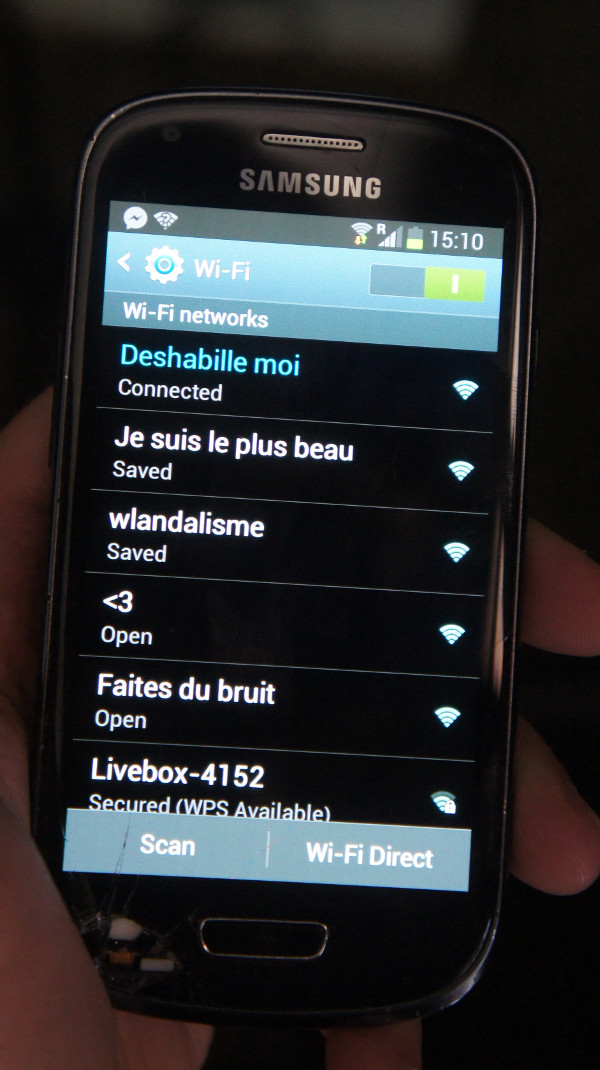 SAMSUNG
R 15:10
Wi-Fi
Wi-Fi networks
Deshabille moi
Connected
Je suis le plus beau
Saved
wlandalisme
Saved
<3
Open
Faites du bruit
Open
Livebox-4152
Secured (WPS Available)
Scan Wi-Fi Direct